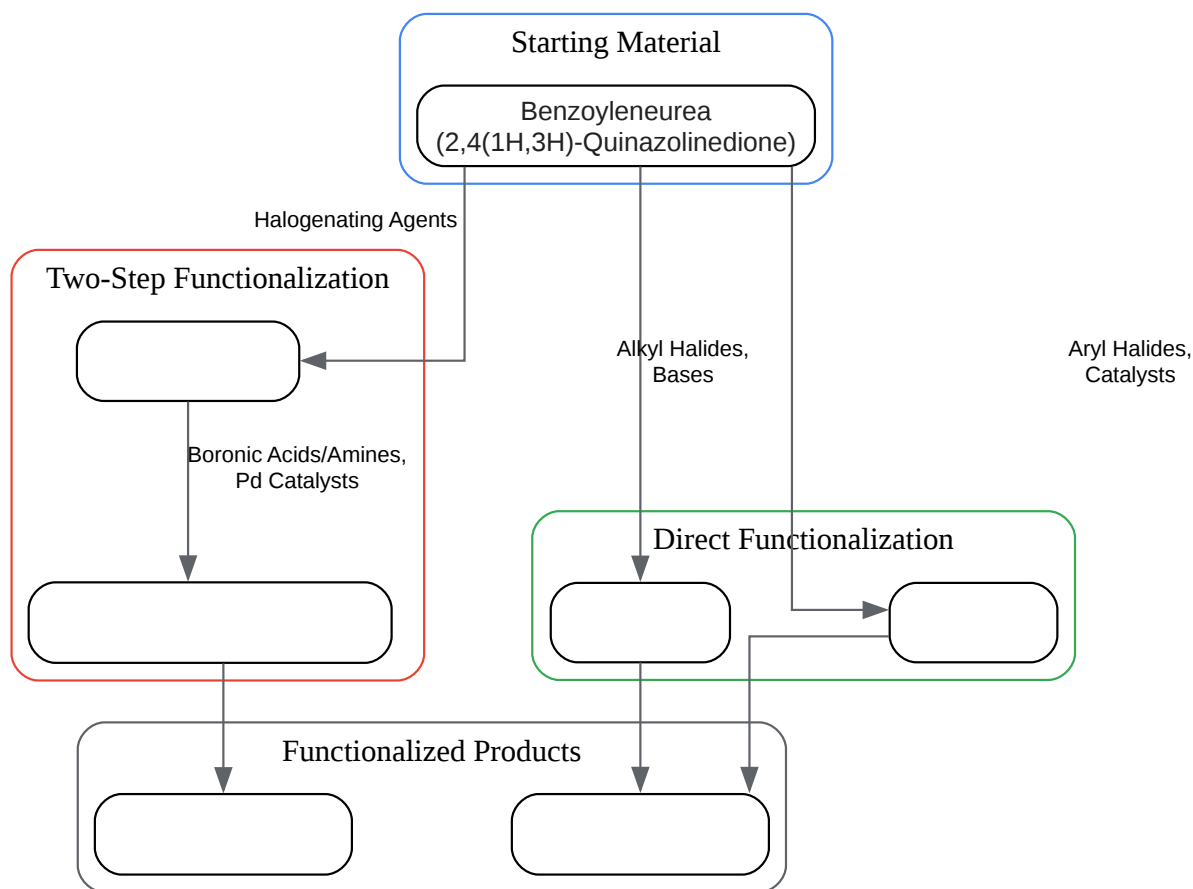 Starting Material
Benzoyleneurea
(2,4(1H,3H)-Quinazolinedione)
Halogenating Agents
Two-Step Functionalization
Alkyl Halides,
Bases
Aryl Halides,
Catalysts
Boronic Acids/Amines,
Pd Catalysts
Direct Functionalization
Functionalized Products